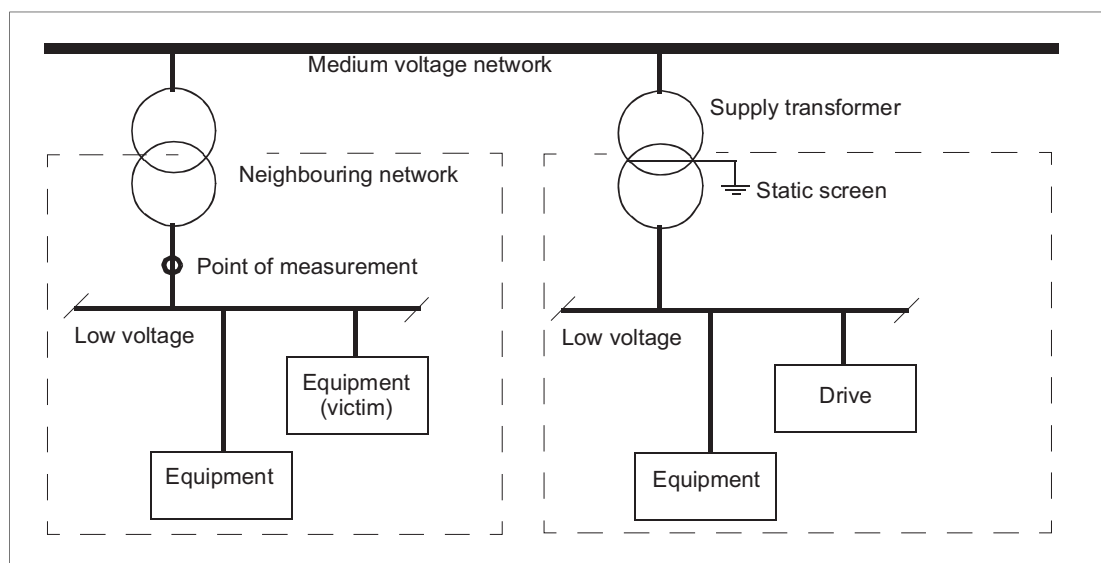 Medium voltage network
Supply transformer
Neighbouring network
Static screen
Point of measurement
Low voltage
Equipment
(victim)
Equipment
Low voltage
Drive
Equipment